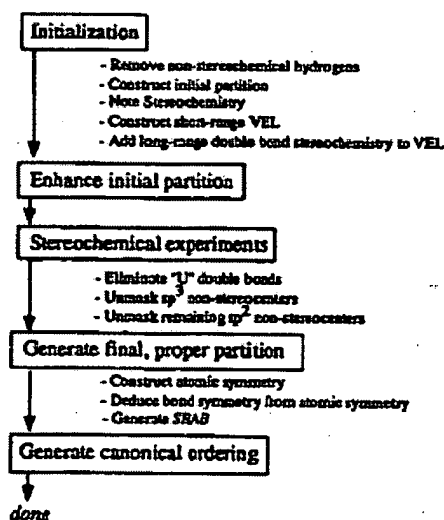 Initialization
- Remove non-stereochemical hydrogens
- Construct initial partition
- Note Stereochemistry
- Construct short-range VEL
- Add long-range double bond stereochemistry to VEL
Enhance initial partition
Stereochemical experiments
- Eliminate "U" double bonds
- Unmask sp3 non-stereocenters
- Unmask remaining sp2 non-stereocenters
Generate final, proper partition
- Construct atomic symmetry
- Deduce bond symmetry from atomic symmetry
- Generate SRAB
Generate canonical ordering
done